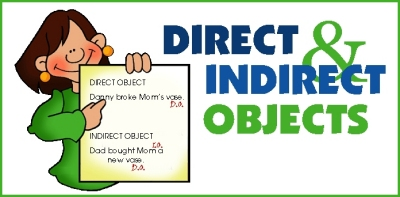 DIRECT &
INDIRECT
OBJECTS
DIRECT OBJECT
Danny broke Mom's vase.
D.O.
INDIRECT OBJECT
I.O.
Dad bought Mom a
new vase.
D.O.